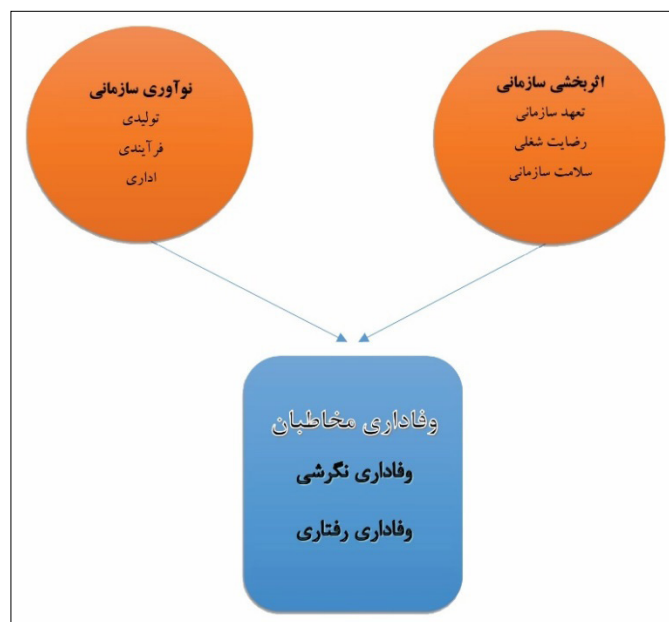 اثربخشی سازمانی
تعهد سازمانی
رضایت شغلی
سلامت سازمانی
نوآوری سازمانی
تولیدی
فرآیندی
اداری
وفاداری مخاطبان
وفاداری نگرشی
وفاداری رفتاری